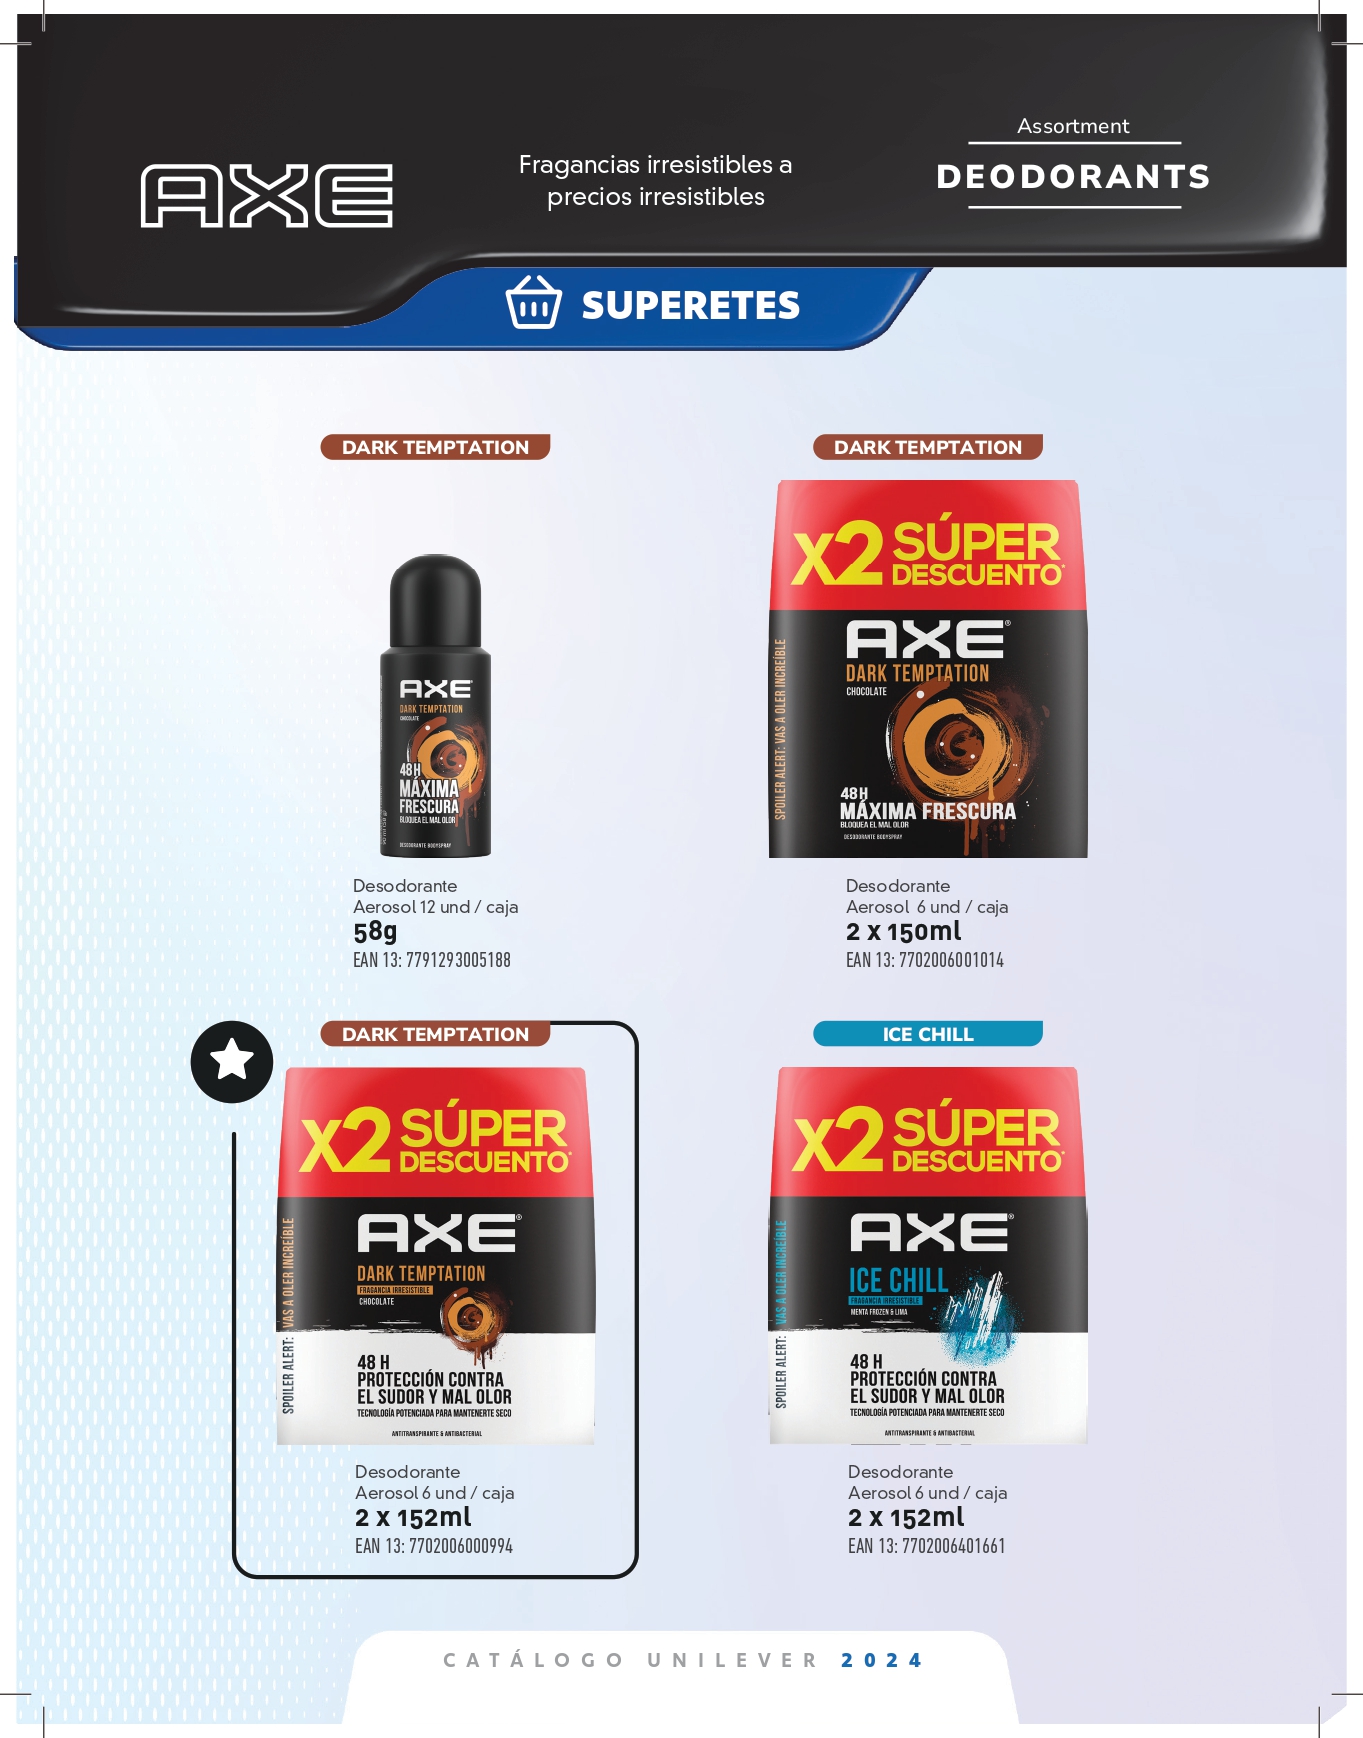 AXE
Fragancias irresistibles a
precios irresistibles
Assortment
DEODORANTS
SUPERETES
DARK TEMPTATION
AXE
DARK TEMPTATION
CHOCOLATE
48H
MÁXIMA
FRESCURA
BLOQUEA EL MAL OLOR
DESODORANTE BODYSPRAY
Desodorante
Aerosol 12 und / caja
58g
EAN 13: 7791293005188
DARK TEMPTATION
X2 SÚPER
DESCUENTO*
AXE®
DARK TEMPTATION
CHOCOLATE
SPOILER ALERT: VAS A OLER INCREÍBLE
48H
MÁXIMA FRESCURA
BLOQUEA EL MAL OLOR
DESODORANTE BODYSPRAY
Desodorante
Aerosol 6 und / caja
2 x 150ml
EAN 13: 7702006001014
DARK TEMPTATION
X2 SÚPER
DESCUENTO*
AXE®
DARK TEMPTATION
FRAGANCIA IRRESISTIBLE
CHOCOLATE
SPOILER ALERT: VAS A OLER INCREÍBLE
48 H
PROTECCIÓN CONTRA
EL SUDOR Y MAL OLOR
TECNOLOGÍA POTENCIADA PARA MANTENERTE SECO
ANTITRANSPIRANTE & ANTIBACTERIAL
Desodorante
Aerosol 6 und / caja
2 x 152ml
EAN 13: 7702006000994
ICE CHILL
X2 SÚPER
DESCUENTO*
AXE®
ICE CHILL
FRAGANCIA IRRESISTIBLE
MENTA FROZEN & LIMA
SPOILER ALERT: VAS A OLER INCREÍBLE
48 H
PROTECCIÓN CONTRA
EL SUDOR Y MAL OLOR
TECNOLOGÍA POTENCIADA PARA MANTENERTE SECO
ANTITRANSPIRANTE & ANTIBACTERIAL
Desodorante
Aerosol 6 und / caja
2 x 152ml
EAN 13: 7702006401661
CATÁLOGO UNILEVER 2024